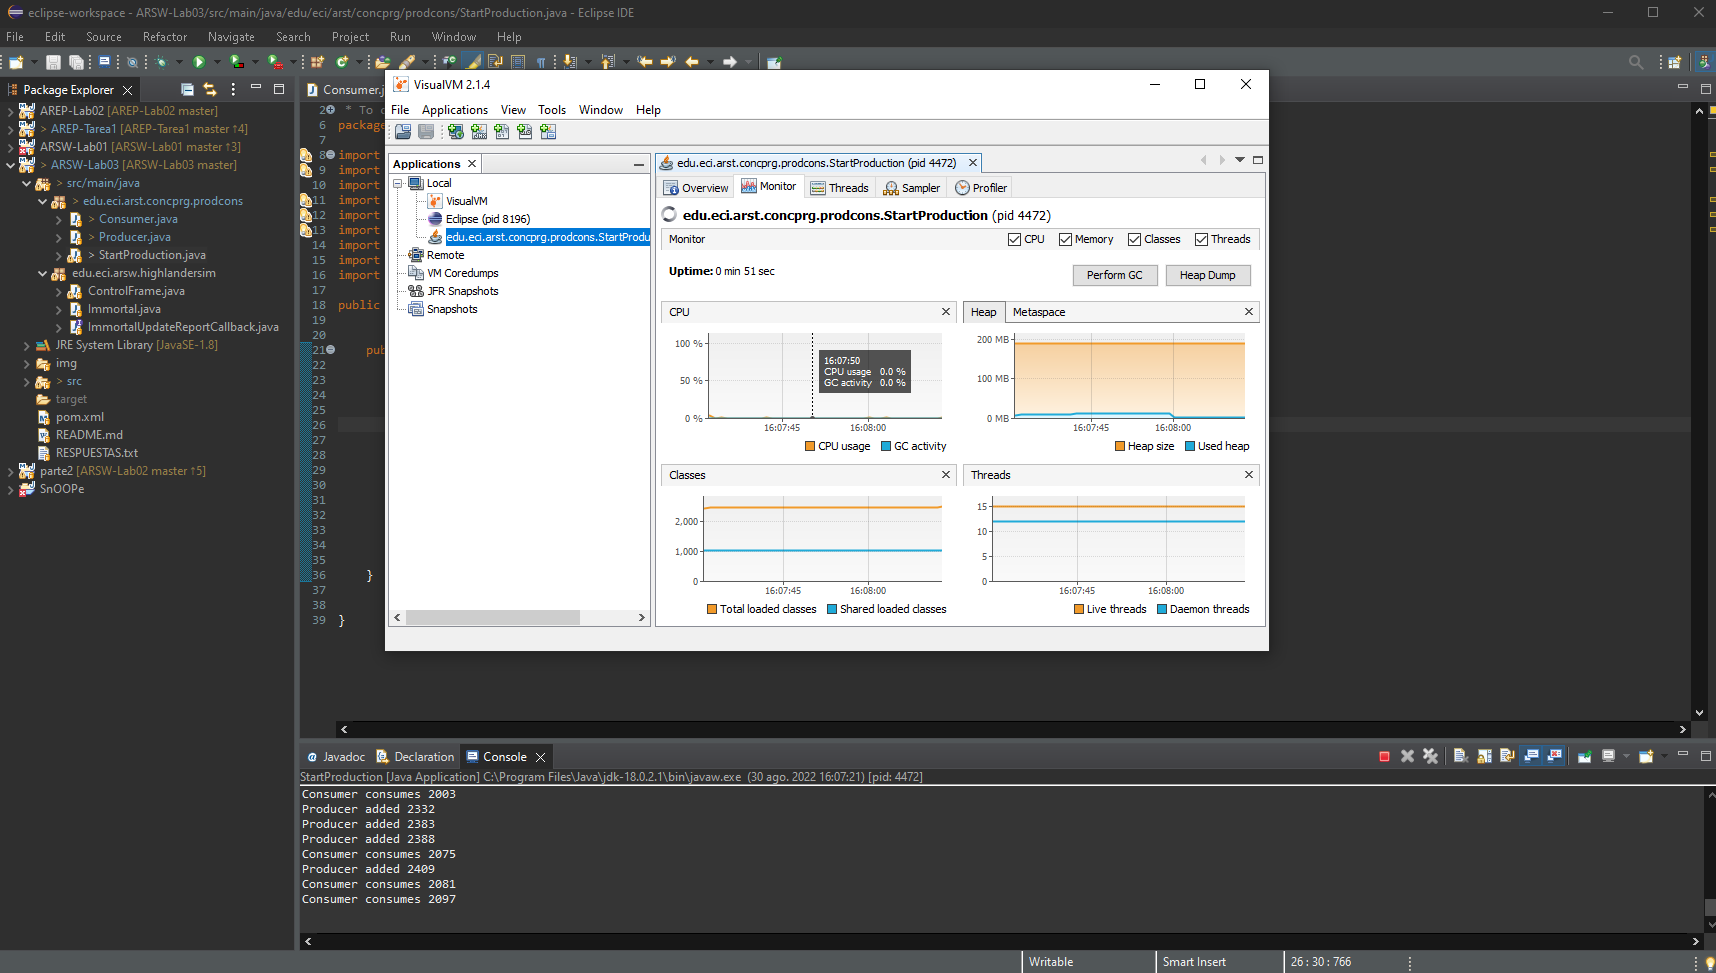 eclipse-workspace - ARSW-Lab03/src/main/java/edu/eci/arst/concprg/prodcons/StartProduction.java - Eclipse IDE
File Edit Source Refactor Navigate Search Project Run Window Help
Package Explorer
AREP-Lab02 [AREP-Lab02 master]
> AREP-Tarea1 [AREP-Tarea1 master ↑4]
ARSW-Lab01 [ARSW-Lab01 master ↑3]
> ARSW-Lab03 [ARSW-Lab03 master]
> src/main/java
> edu.eci.arst.concprg.prodcons
> Consumer.java
> Producer.java
> StartProduction.java
edu.eci.arsw.highlandersim
ControlFrame.java
Immortal.java
ImmortalUpdateReportCallback.java
JRE System Library [JavaSE-1.8]
img
> src
target
pom.xml
README.md
RESPUESTAS.txt
parte2 [ARSW-Lab02 master ↑5]
SnOOPe
Consumer.j
2 * To c
6 package
7
8 import
9 import
10 import
11 import
12 import
13 import
14 import
15 import
16 import
17
18 public
19
20
21 pu
22
23
24
25
26
27
28
29
30
31
32
33
34
35
36 }
37
38
39 }
VisualVM 2.1.4
File Applications View Tools Window Help
Applications
Local
VisualVM
Eclipse (pid 8196)
edu.eci.arst.concprg.prodcons.StartProdu
Remote
VM Coredumps
JFR Snapshots
Snapshots
edu.eci.arst.concprg.prodcons.StartProduction (pid 4472)
Overview Monitor Threads Sampler Profiler
edu.eci.arst.concprg.prodcons.StartProduction (pid 4472)
Monitor CPU Memory Classes Threads
Uptime: 0 min 51 sec
Perform GC Heap Dump
CPU
100 %
50 %
0 %
16:07:50
CPU usage 0.0 %
GC activity 0.0 %
16:07:45 16:08:00
CPU usage GC activity
Heap Metaspace
200 MB
100 MB
0 MB
16:07:45 16:08:00
Heap size Used heap
Classes
2,000
1,000
0
16:07:45 16:08:00
Total loaded classes Shared loaded classes
Threads
15
10
5
0
16:07:45 16:08:00
Live threads Daemon threads
Javadoc Declaration Console
StartProduction [Java Application] C:\Program Files\Java\jdk-18.0.2.1\bin\javaw.exe (30 ago. 2022 16:07:21) [pid: 4472]
Consumer consumes 2003
Producer added 2332
Producer added 2383
Producer added 2388
Consumer consumes 2075
Producer added 2409
Consumer consumes 2081
Consumer consumes 2097
Writable Smart Insert 26 : 30 : 766